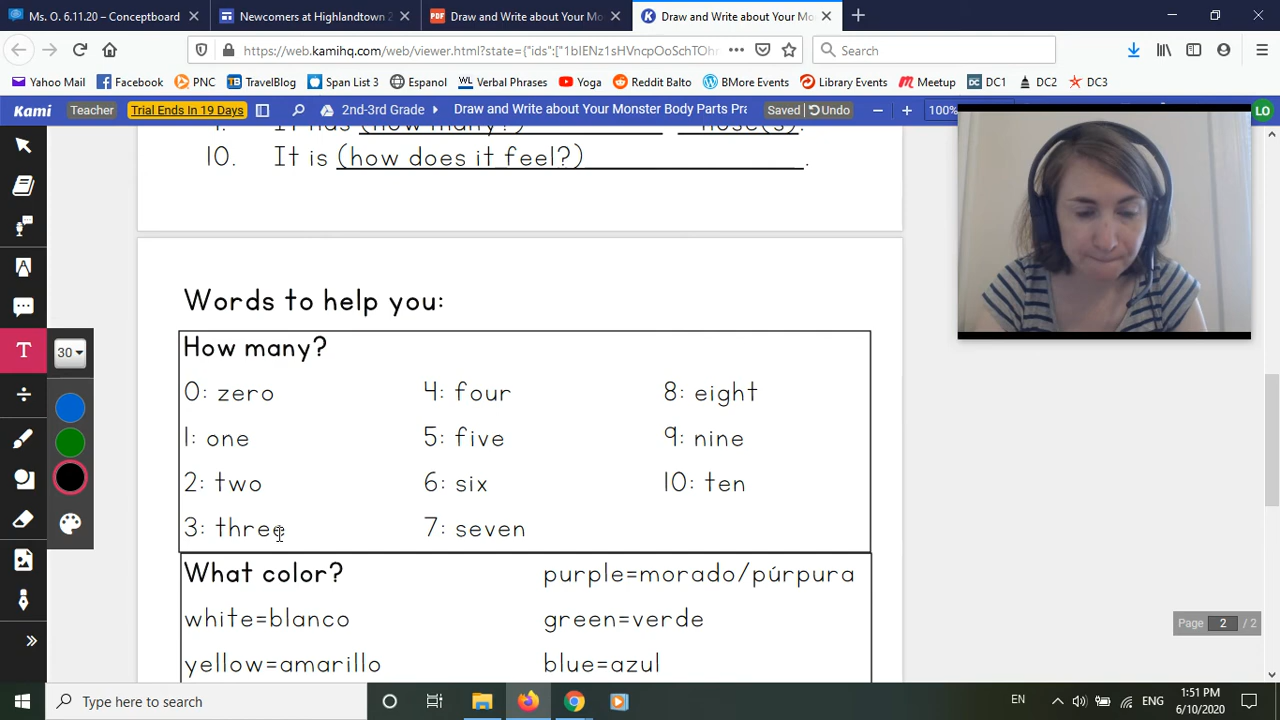 Ms. O. 6.11.20 – Conceptboard
Newcomers at Highlandtown 2
Draw and Write about Your Mo
Draw and Write about Your Mon
https://web.kamihq.com/web/viewer.html?state={"ids":["1bIENz1sHVncpOoSchTOhr
Search
Yahoo Mail
Facebook
PNC
TravelBlog
Span List 3
Espanol
Verbal Phrases
Yoga
Reddit Balto
BMore Events
Library Events
Meetup
DC1
DC2
DC3
Kami
Teacher
Trial Ends In 19 Days
2nd-3rd Grade
Draw and Write about Your Monster Body Parts Pra
Saved
Undo
100%
LO
It has (how many?) nose(s).
10. It is (how does it feel?) .
Words to help you:
How many?
0: zero 4: four 8: eight
1: one 5: five 9: nine
2: two 6: six 10: ten
3: three 7: seven
What color? purple=morado/púrpura
white=blanco green=verde
yellow=amarillo blue=azul
T
30
Page 2 / 2
Type here to search
EN
ENG
1:51 PM
6/10/2020